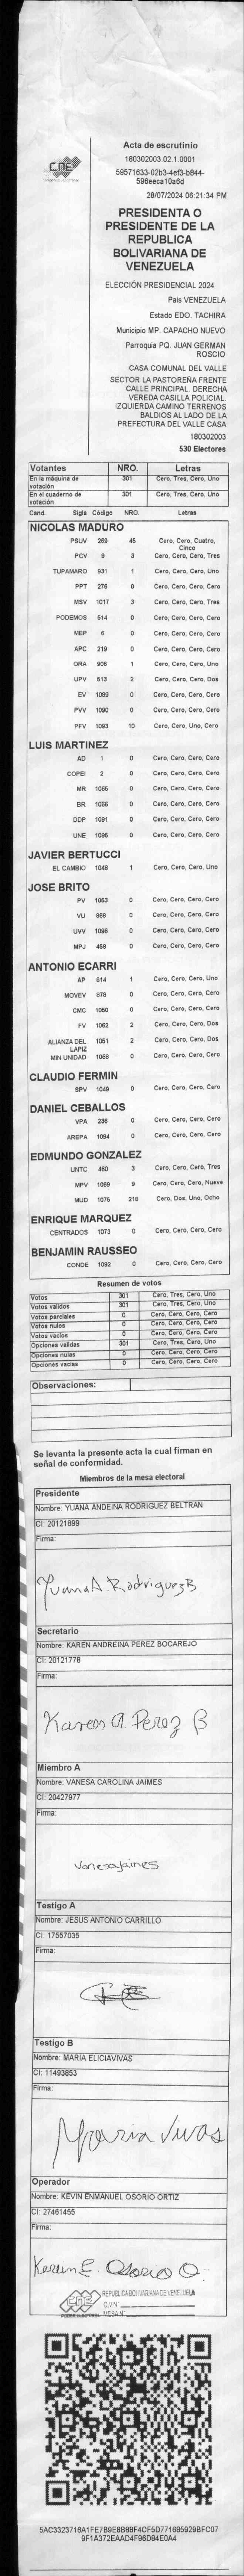 CNE
Acta de escrutinio
180302003.02.1.0001
59571633-02b3-4ef3-b844-
596eeca10a6d
28/07/2024 06:21:34 PM
PRESIDENTA O
PRESIDENTE DE LA
REPUBLICA
BOLIVARIANA DE
VENEZUELA
ELECCIÓN PRESIDENCIAL 2024
Pais VENEZUELA
Estado EDO. TACHIRA
Municipio MP. CAPACHO NUEVO
Parroquia PQ. JUAN GERMAN
ROSCIO
CASA COMUNAL DEL VALLE
SECTOR LA PASTOREÑA FRENTE
CALLE PRINCIPAL. DERECHA
VEREDA CASILLA POLICIAL.
IZQUIERDA CAMINO TERRENOS
BALDIOS AL LADO DE LA
PREFECTURA DEL VALLE CASA
180302003
530 Electores
Votantes NRO. Letras
En la máquina de votación 301 Cero, Tres, Cero, Uno
En el cuaderno de votación 301 Cero, Tres, Cero, Uno
Cand. Sigla Código NRO. Letras
NICOLAS MADURO
PSUV 269 45 Cero, Cero, Cuatro, Cinco
PCV 9 3 Cero, Cero, Cero, Tres
TUPAMARO 931 1 Cero, Cero, Cero, Uno
PPT 276 0 Cero, Cero, Cero, Cero
MSV 1017 3 Cero, Cero, Cero, Tres
PODEMOS 514 0 Cero, Cero, Cero, Cero
MEP 6 0 Cero, Cero, Cero, Cero
APC 219 0 Cero, Cero, Cero, Cero
ORA 906 1 Cero, Cero, Cero, Uno
UPV 513 2 Cero, Cero, Cero, Dos
EV 1089 0 Cero, Cero, Cero, Cero
PVV 1090 0 Cero, Cero, Cero, Cero
PFV 1093 10 Cero, Cero, Uno, Cero
LUIS MARTINEZ
AD 1 0 Cero, Cero, Cero, Cero
COPEI 2 0 Cero, Cero, Cero, Cero
MR 1065 0 Cero, Cero, Cero, Cero
BR 1066 0 Cero, Cero, Cero, Cero
DDP 1091 0 Cero, Cero, Cero, Cero
UNE 1095 0 Cero, Cero, Cero, Cero
JAVIER BERTUCCI
EL CAMBIO 1048 1 Cero, Cero, Cero, Uno
JOSE BRITO
PV 1053 0 Cero, Cero, Cero, Cero
VU 868 0 Cero, Cero, Cero, Cero
UVV 1096 0 Cero, Cero, Cero, Cero
MPJ 458 0 Cero, Cero, Cero, Cero
ANTONIO ECARRI
AP 814 1 Cero, Cero, Cero, Uno
MOVEV 878 0 Cero, Cero, Cero, Cero
CMC 1050 0 Cero, Cero, Cero, Cero
FV 1062 2 Cero, Cero, Cero, Dos
ALIANZA DEL LAPIZ 1051 2 Cero, Cero, Cero, Dos
MIN UNIDAD 1068 0 Cero, Cero, Cero, Cero
CLAUDIO FERMIN
SPV 1049 0 Cero, Cero, Cero, Cero
DANIEL CEBALLOS
VPA 236 0 Cero, Cero, Cero, Cero
AREPA 1094 0 Cero, Cero, Cero, Cero
EDMUNDO GONZALEZ
UNTC 460 3 Cero, Cero, Cero, Tres
MPV 1069 9 Cero, Cero, Cero, Nueve
MUD 1075 218 Cero, Dos, Uno, Ocho
ENRIQUE MARQUEZ
CENTRADOS 1073 0 Cero, Cero, Cero, Cero
BENJAMIN RAUSSEO
CONDE 1092 0 Cero, Cero, Cero, Cero
Resumen de votos
Votos 301 Cero, Tres, Cero, Uno
Votos validos 301 Cero, Tres, Cero, Uno
Votos parciales 0 Cero, Cero, Cero, Cero
Votos nulos 0 Cero, Cero, Cero, Cero
Votos vacios 0 Cero, Cero, Cero, Cero
Opciones validas 301 Cero, Tres, Cero, Uno
Opciones nulas 0 Cero, Cero, Cero, Cero
Opciones vacias 0 Cero, Cero, Cero, Cero
Observaciones:
Se levanta la presente acta la cual firman en
señal de conformidad.
Miembros de la mesa electoral
Presidente
Nombre: YUANA ANDEINA RODRIGUEZ BELTRAN
CI: 20121899
Firma:
Yuana A. Rodriguez B
Secretario
Nombre: KAREN ANDREINA PEREZ BOCAREJO
CI: 20121778
Firma:
Karen A. Perez B
Miembro A
Nombre: VANESA CAROLINA JAIMES
CI: 20427977
Firma:
Vanesa Jaimes
Testigo A
Nombre: JESUS ANTONIO CARRILLO
CI: 17557035
Firma:
Testigo B
Nombre: MARIA ELICIAVIVAS
CI: 11493853
Firma:
Maria Vivas
Operador
Nombre: KEVIN ENMANUEL OSORIO ORTIZ
CI: 27461455
Firma:
Kevin E. Osorio O.
CNE
PODER ELECTORAL
REPUBLICA BOLIVARIANA DE VENEZUELA
C.V.N°
MESA N°
5AC3323716A1FE7B9E8B8BF4CF5D771685929BFC07
9F1A372EAAD4F96D84E0A4